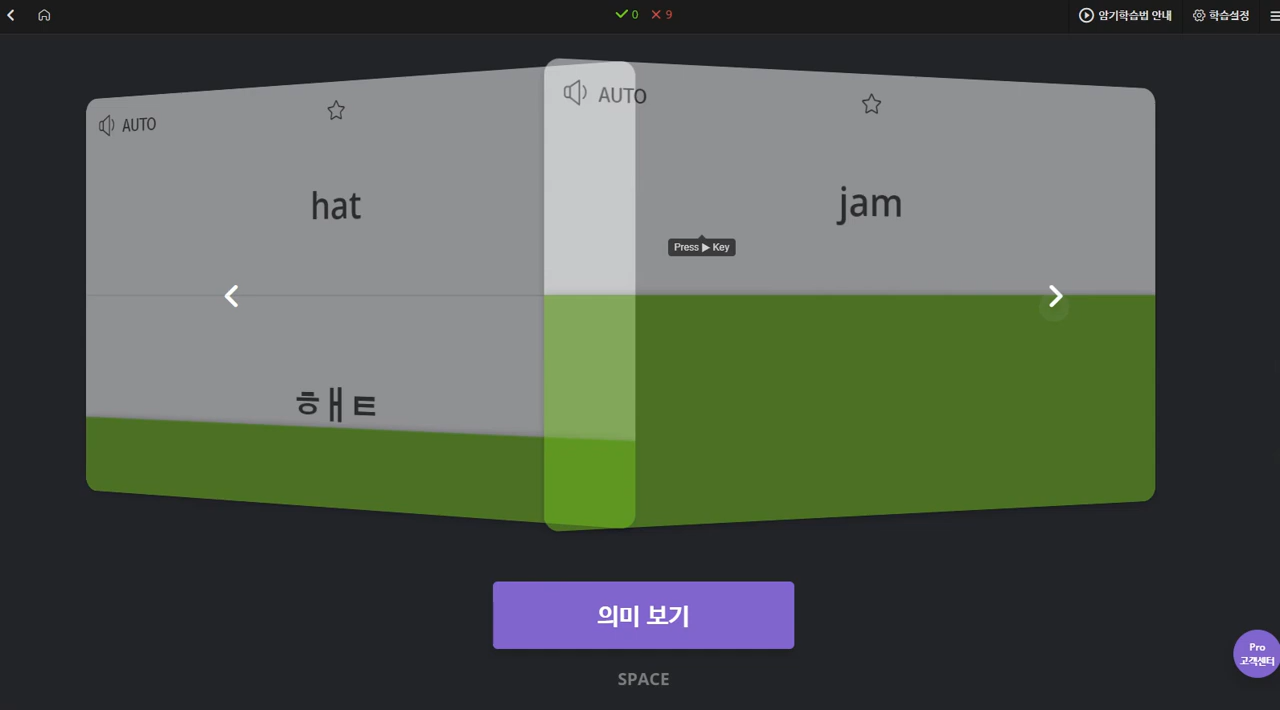 0 9
암기학습법 안내
학습설정
AUTO
hat
해트
AUTO
jam
Press ▶ Key
의미 보기
SPACE
Pro
고객센터